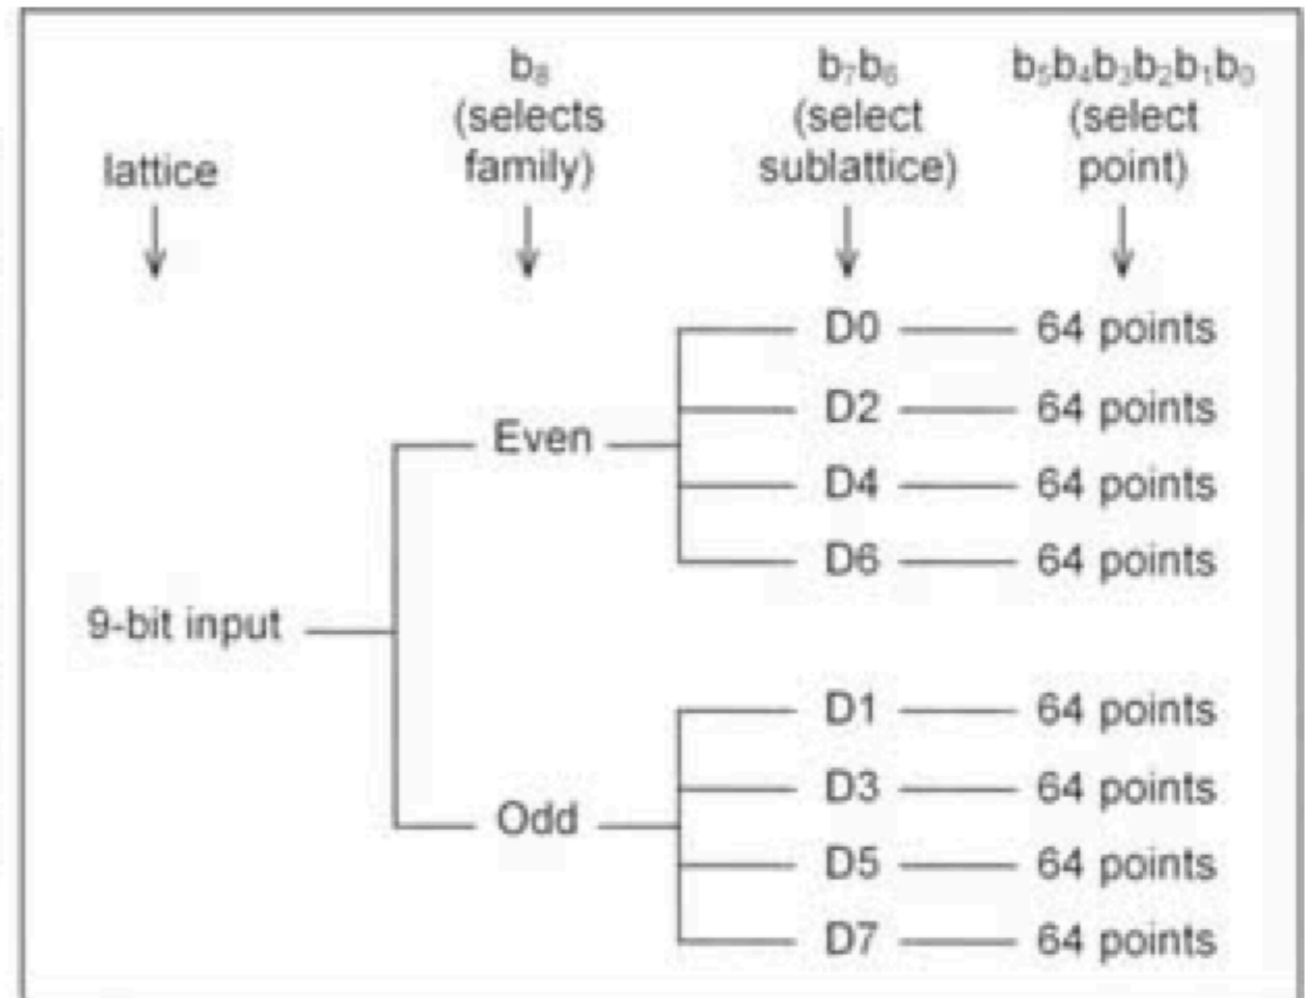 b₈
(selects
family)
b₇b₆
(select
sublattice)
b₅b₄b₃b₂b₁b₀
(select
point)
lattice
D0 64 points
D2 64 points
Even
D4 64 points
D6 64 points
9-bit input
D1 64 points
D3 64 points
Odd
D5 64 points
D7 64 points